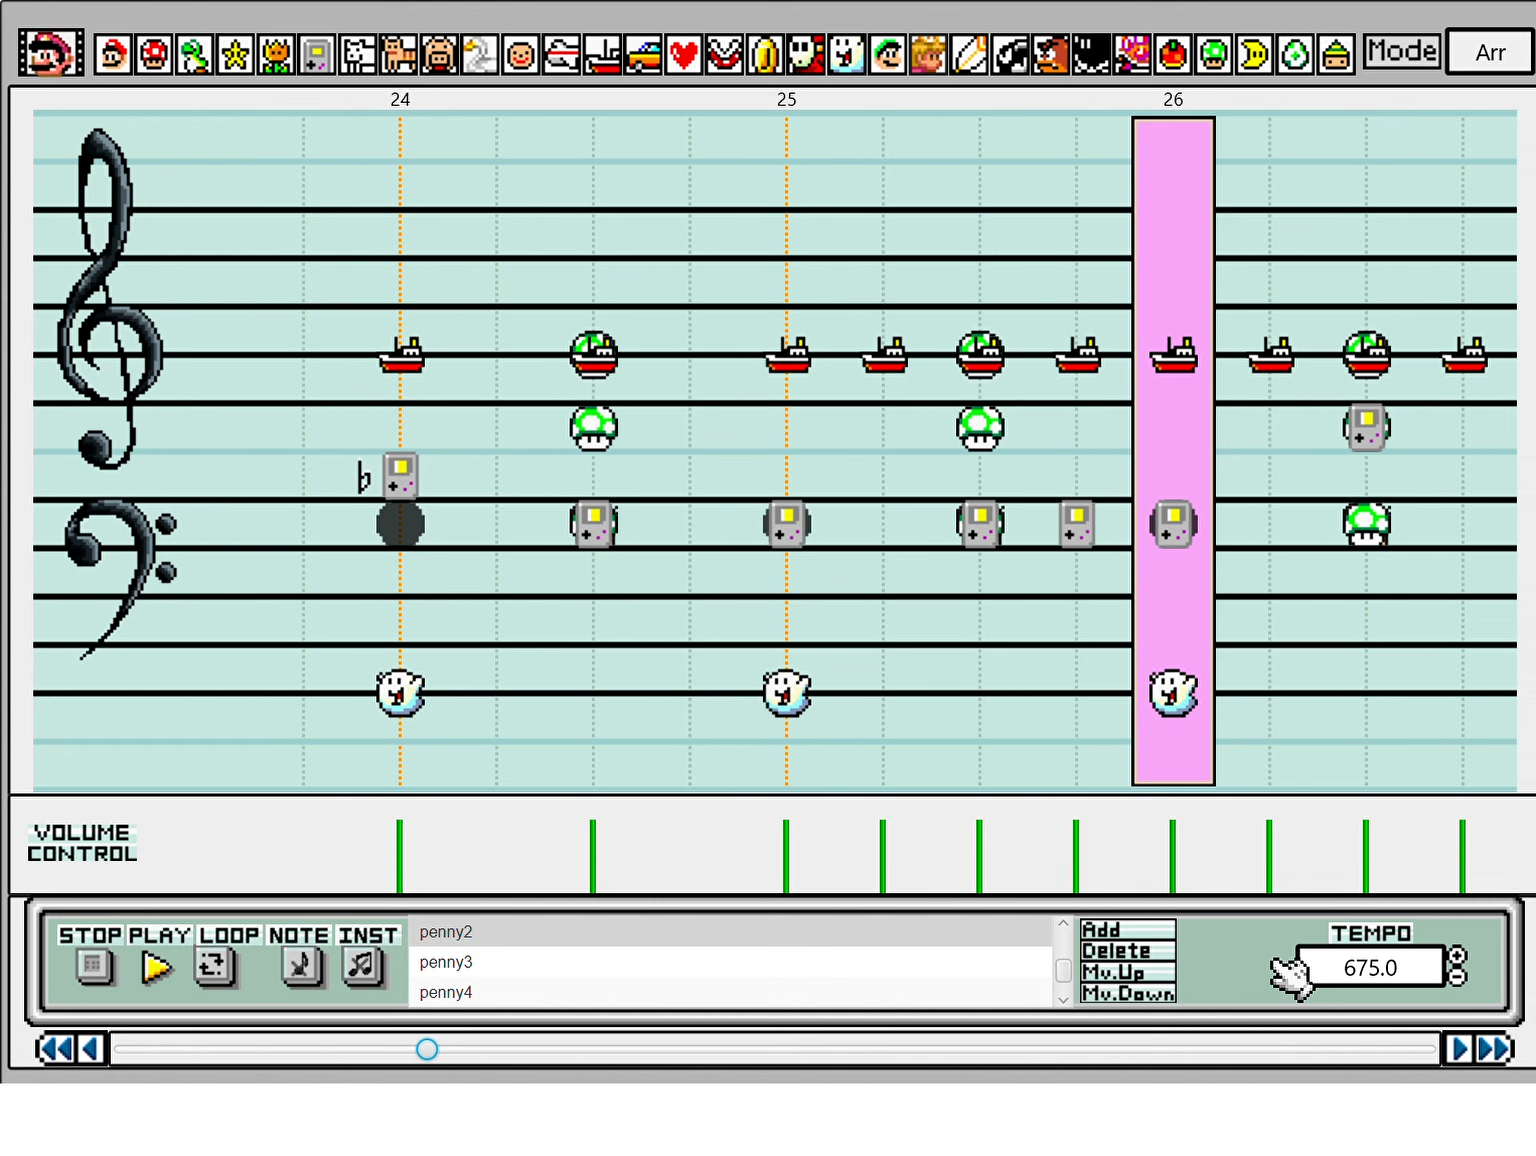 Mode Arr
24 25 26
VOLUME
CONTROL
STOP PLAY LOOP NOTE INST
penny2
penny3
penny4
Add
Delete
Mv.Up
Mv.Down
TEMPO
675.0